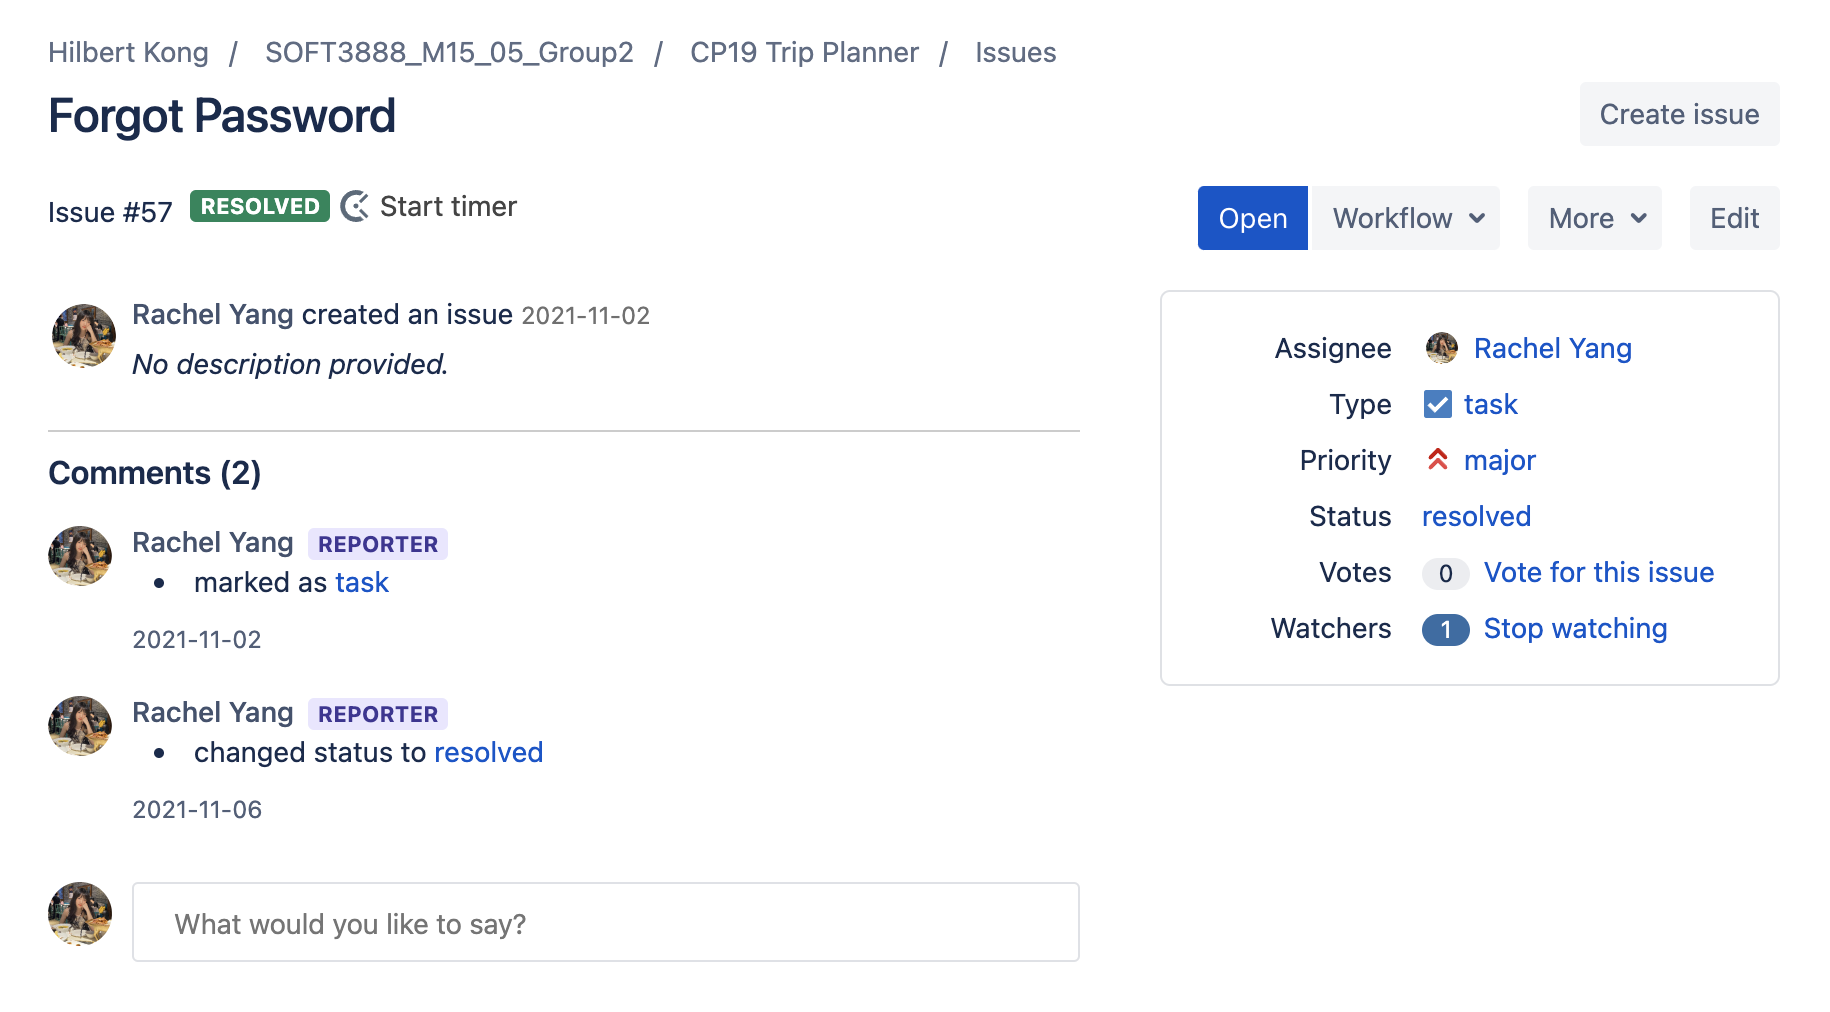 Hilbert Kong / SOFT3888_M15_05_Group2 / CP19 Trip Planner / Issues
Forgot Password
Create issue
Issue #57 RESOLVED Start timer
Open Workflow More Edit
Rachel Yang created an issue 2021-11-02
No description provided.
Assignee Rachel Yang
Type task
Priority major
Status resolved
Votes 0 Vote for this issue
Watchers 1 Stop watching
Comments (2)
Rachel Yang REPORTER
• marked as task
2021-11-02
Rachel Yang REPORTER
• changed status to resolved
2021-11-06
What would you like to say?